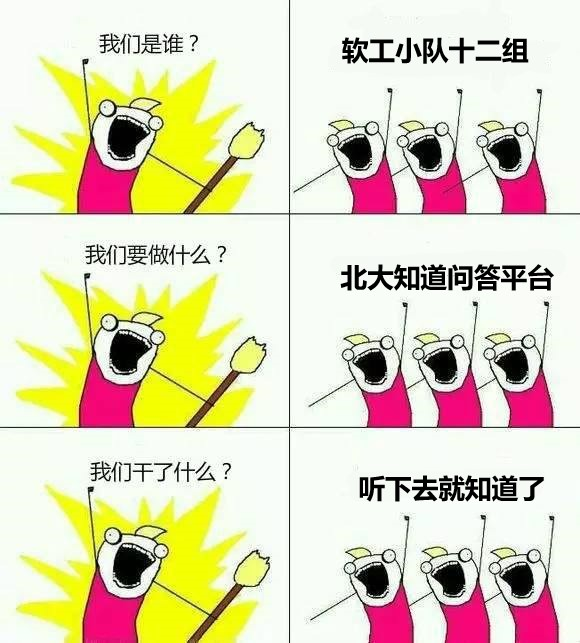 我们是谁？
软工小队十二组
我们要做什么？
北大知道问答平台
我们干了什么？
听下去就知道了